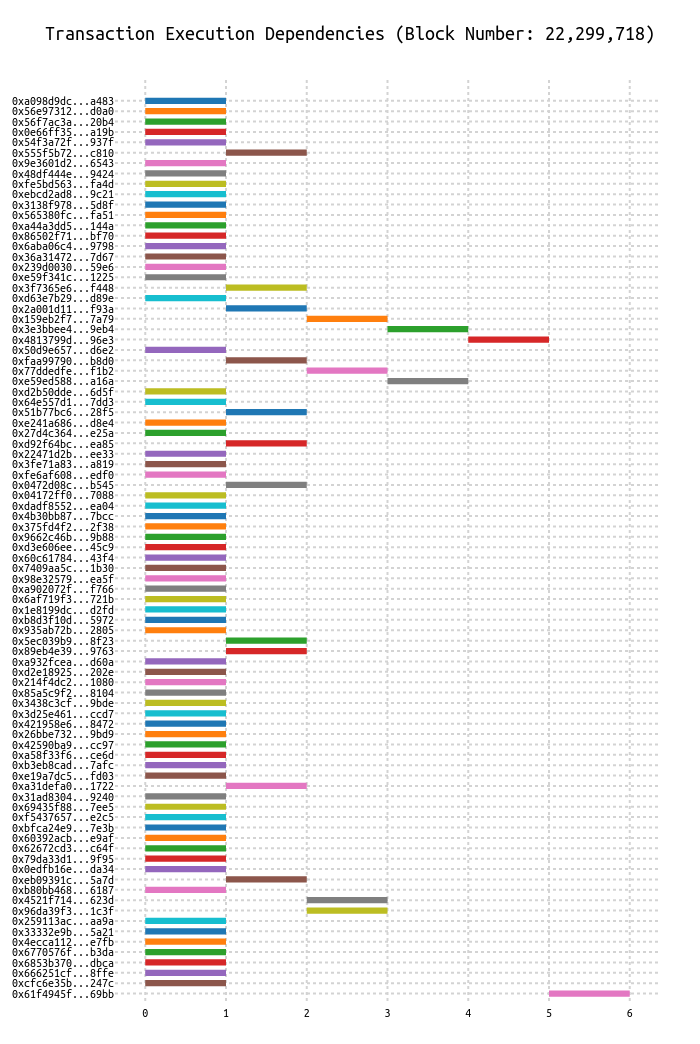 Transaction Execution Dependencies (Block Number: 22,299,718)
0xa098d9dc...a483
0x56e97312...d0a0
0x56f7ac3a...20b4
0x0e66ff35...a19b
0x54f3a72f...937f
0x555f5b72...c810
0x9e3601d2...6543
0x48df444e...9424
0xfe5bd563...fa4d
0xebcd2ad8...9c21
0x3138f978...5d8f
0x565380fc...fa51
0xa44a3dd5...144a
0x86502f71...bf70
0x6aba06c4...9798
0x36a31472...7d67
0x239d0030...59e6
0xe59f341c...1225
0x3f7365e6...f448
0xd63e7b29...d89e
0x2a001d11...f93a
0x159eb2f7...7a79
0x3e3bbee4...9eb4
0x4813799d...96e3
0x50d9e657...d6e2
0xfaa99790...b8d0
0x77ddedfe...f1b2
0xe59ed588...a16a
0xd2b50dde...6d5f
0x64e557d1...7dd3
0x51b77bc6...28f5
0xe241a686...d8e4
0x27d4c364...e25a
0xd92f64bc...ea85
0x22471d2b...ee33
0x3fe71a83...a819
0xfe6af608...edf0
0x0472d08c...b545
0x04172ff0...7088
0xdadf8552...ea04
0x4b30bb87...7bcc
0x375fd4f2...2f38
0x9662c46b...9b88
0xd3e606ee...45c9
0x60c61784...43f4
0x7409aa5c...1b30
0x98e32579...ea5f
0xa902072f...f766
0x6af719f3...721b
0x1e8199dc...d2fd
0xb8d3f10d...5972
0x935ab72b...2805
0x5ec039b9...8f23
0x89eb4e39...9763
0xa932fcea...d60a
0xd2e18925...202e
0x214f4dc2...1080
0x85a5c9f2...8104
0x3438c3cf...9bde
0x3d25e461...ccd7
0x421958e6...8472
0x26bbe732...9bd9
0x42590ba9...cc97
0xa58f33f6...ce6d
0xb3eb8cad...7afc
0xe19a7dc5...fd03
0xa31defa0...1722
0x31ad8304...9240
0x69435f88...7ee5
0xf5437657...e2c5
0xbfca24e9...7e3b
0x60392acb...e9af
0x62672cd3...c64f
0x79da33d1...9f95
0x0edfb16e...da34
0xeb09391c...5a7d
0xb80bb468...6187
0x4521f714...623d
0x96da39f3...1c3f
0x259113ac...aa9a
0x33332e9b...5a21
0x4ecca112...e7fb
0x6770576f...b3da
0x6853b370...dbca
0x666251cf...8ffe
0xcfc6e35b...247c
0x61f4945f...69bb
0 1 2 3 4 5 6